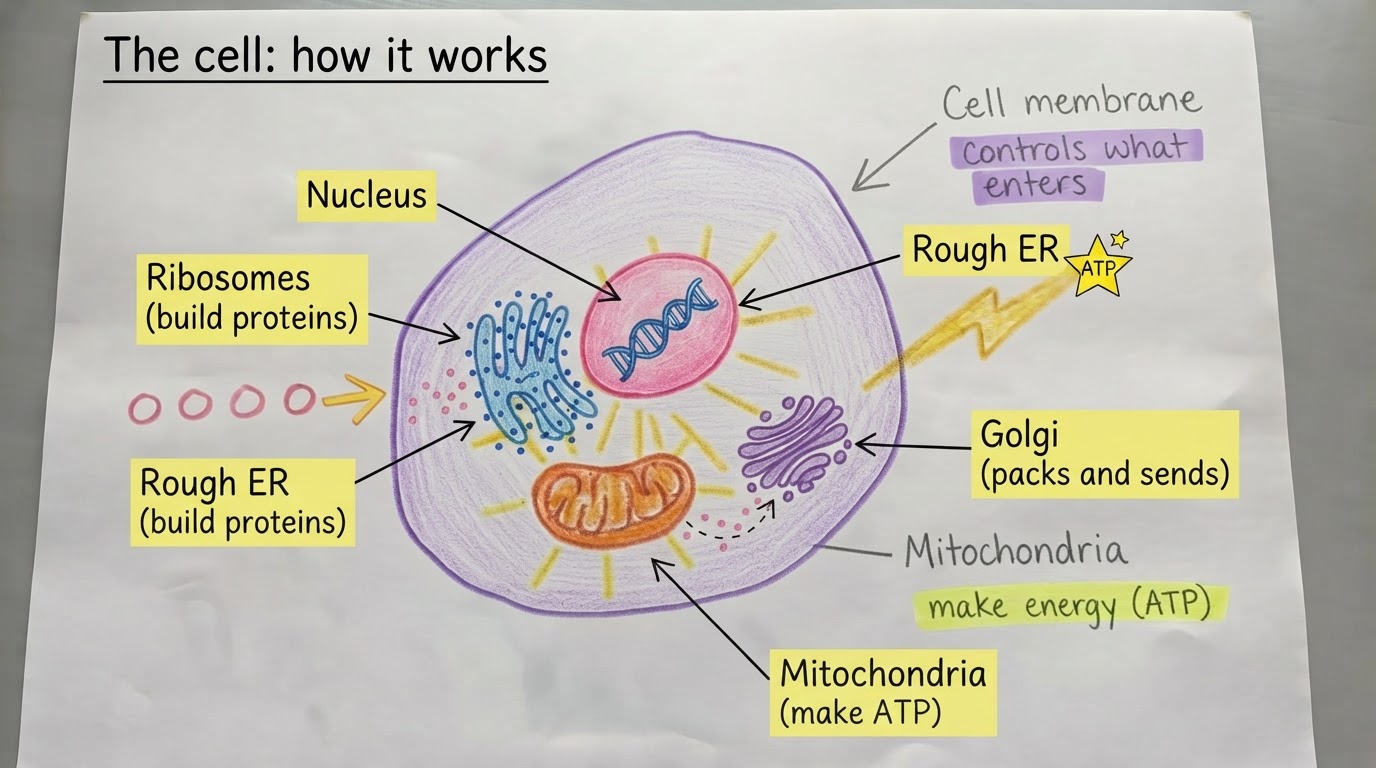 The cell: how it works
Cell membrane
controls what
enters
Nucleus
Rough ER
ATP
Ribosomes
(build proteins)
Golgi
(packs and sends)
Rough ER
(build proteins)
Mitochondria
make energy (ATP)
Mitochondria
(make ATP)